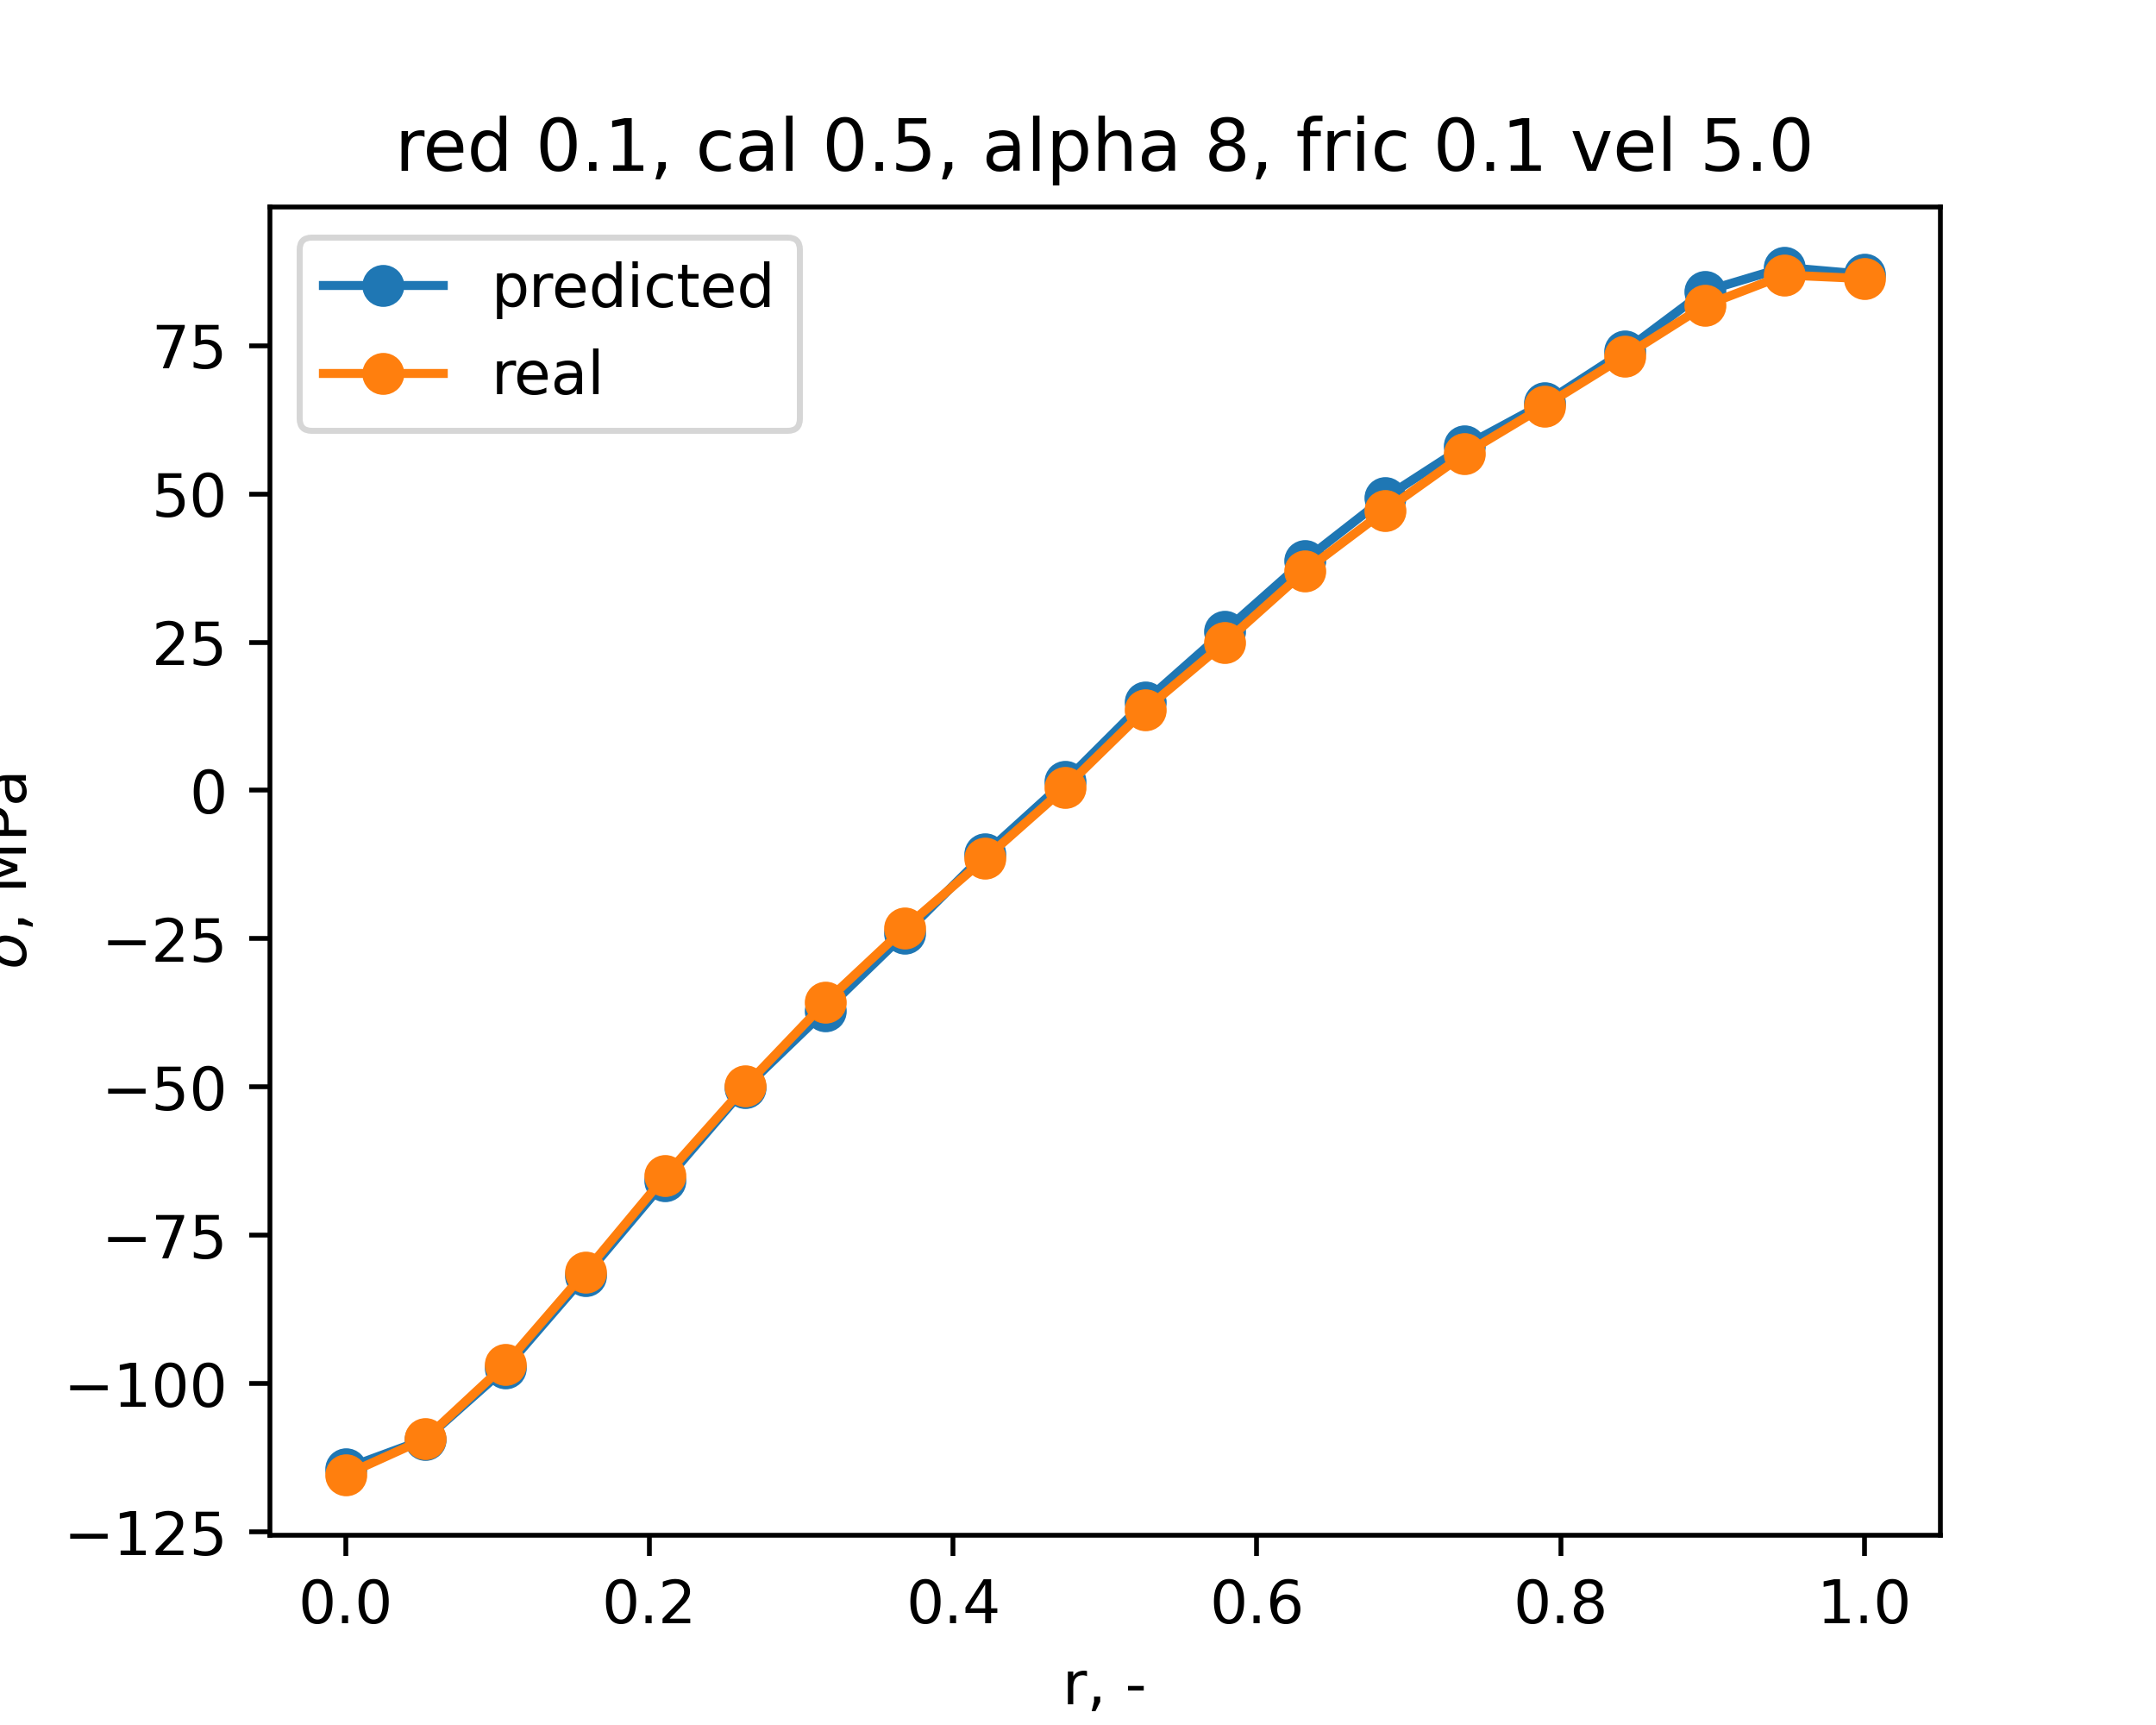 red 0.1, cal 0.5, alpha 8, fric 0.1 vel 5.0
predicted
real
75
50
25
0
−25
−50
−75
−100
−125
σ, MPa
0.0 0.2 0.4 0.6 0.8 1.0
r, -